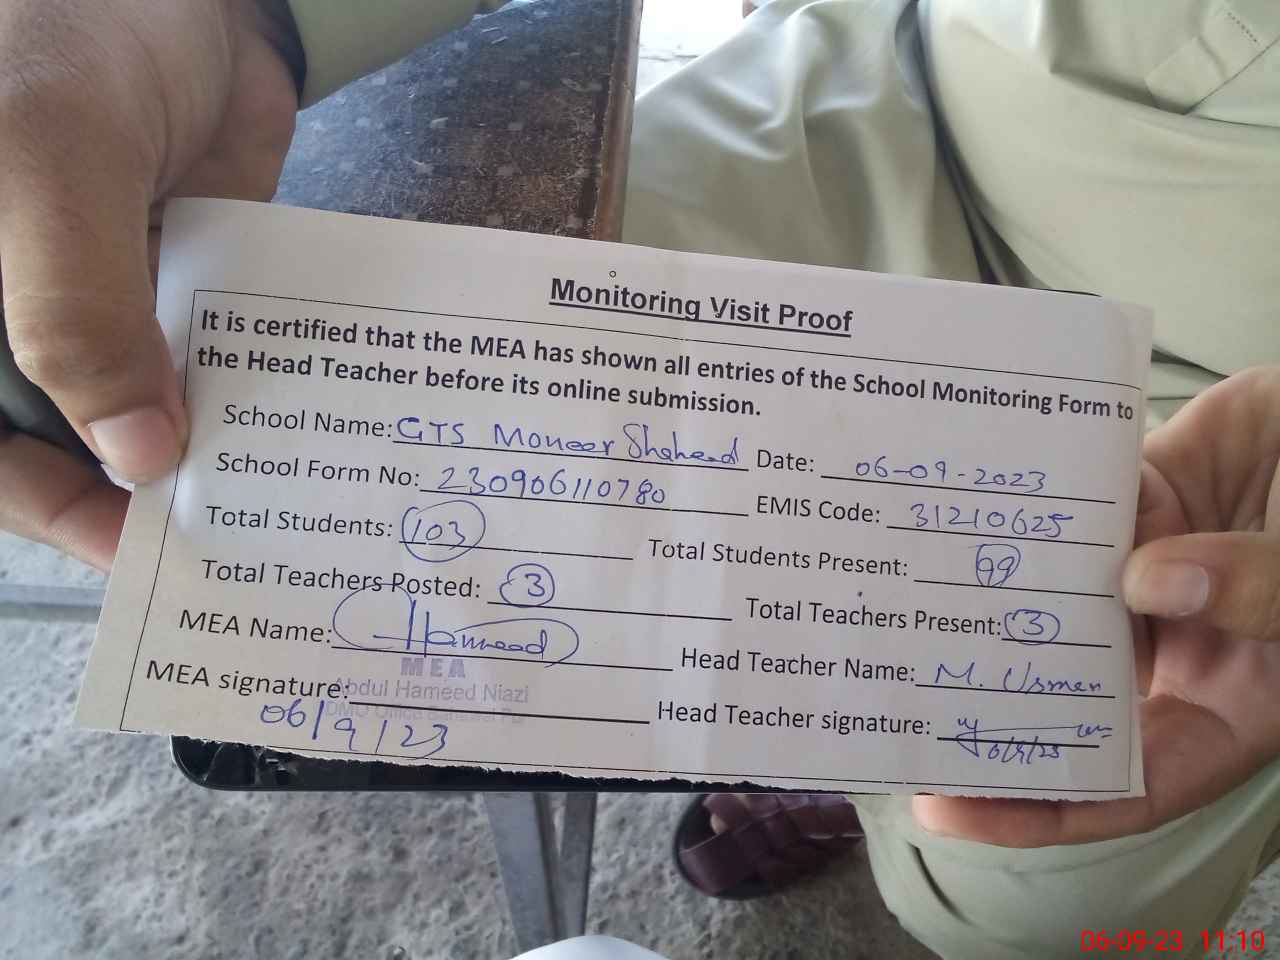 Monitoring Visit Proof
It is certified that the MEA has shown all entries of the School Monitoring Form to
the Head Teacher before its online submission.
School Name: GTS Moneer Shaheed Date: 06-09-2023
School Form No: 230906110780 EMIS Code: 31210625
Total Students: 103 Total Students Present: 99
Total Teachers Posted: 3 Total Teachers Present: 3
MEA Name: Hameed Head Teacher Name: M. Usman
MEA
Abdul Hameed Niazi
DMO Office
MEA signature: Head Teacher signature:
06/9/23
06-09-23 11:10